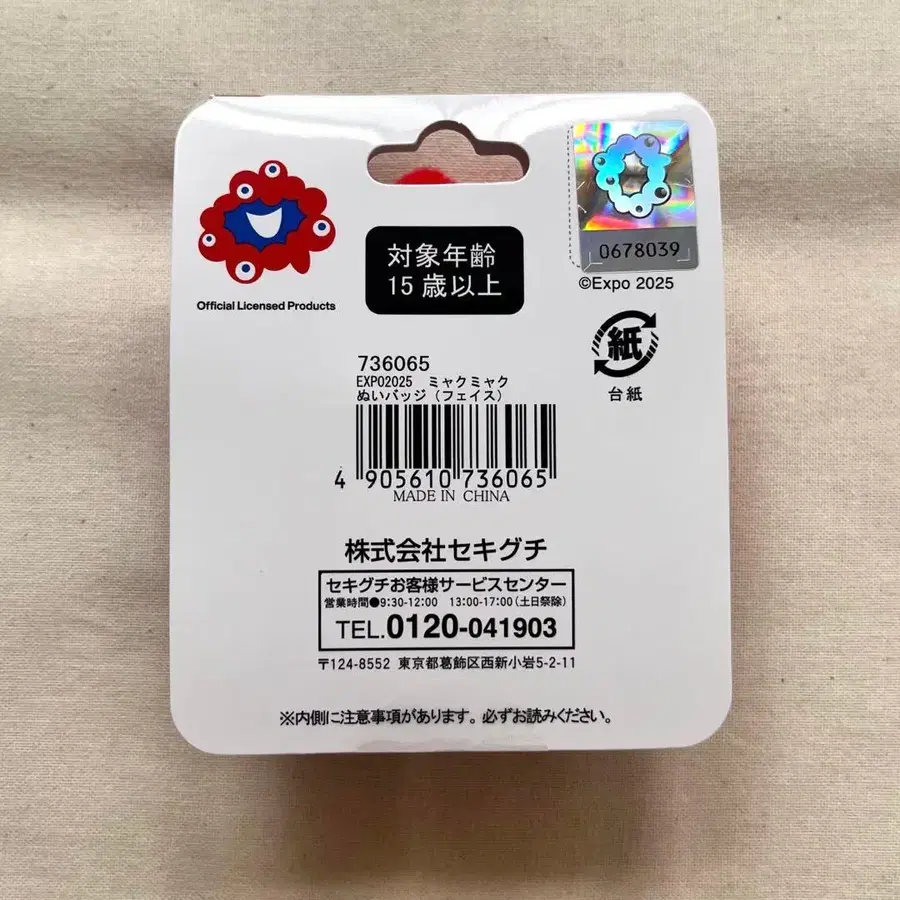 Official Licensed Products
対象年齢
15歳以上
0678039
©Expo 2025
紙
台紙
736065
EXPO2025 ミャクミャク
ぬいバッジ(フェイス)
4 905610 736065
MADE IN CHINA
株式会社セキグチ
セキグチお客様サービスセンター
営業時間●9:30-12:00 13:00-17:00(土日祭除)
TEL.0120-041903
〒124-8552 東京都葛飾区西新小岩5-2-11
※内側に注意事項があります。必ずお読みください。